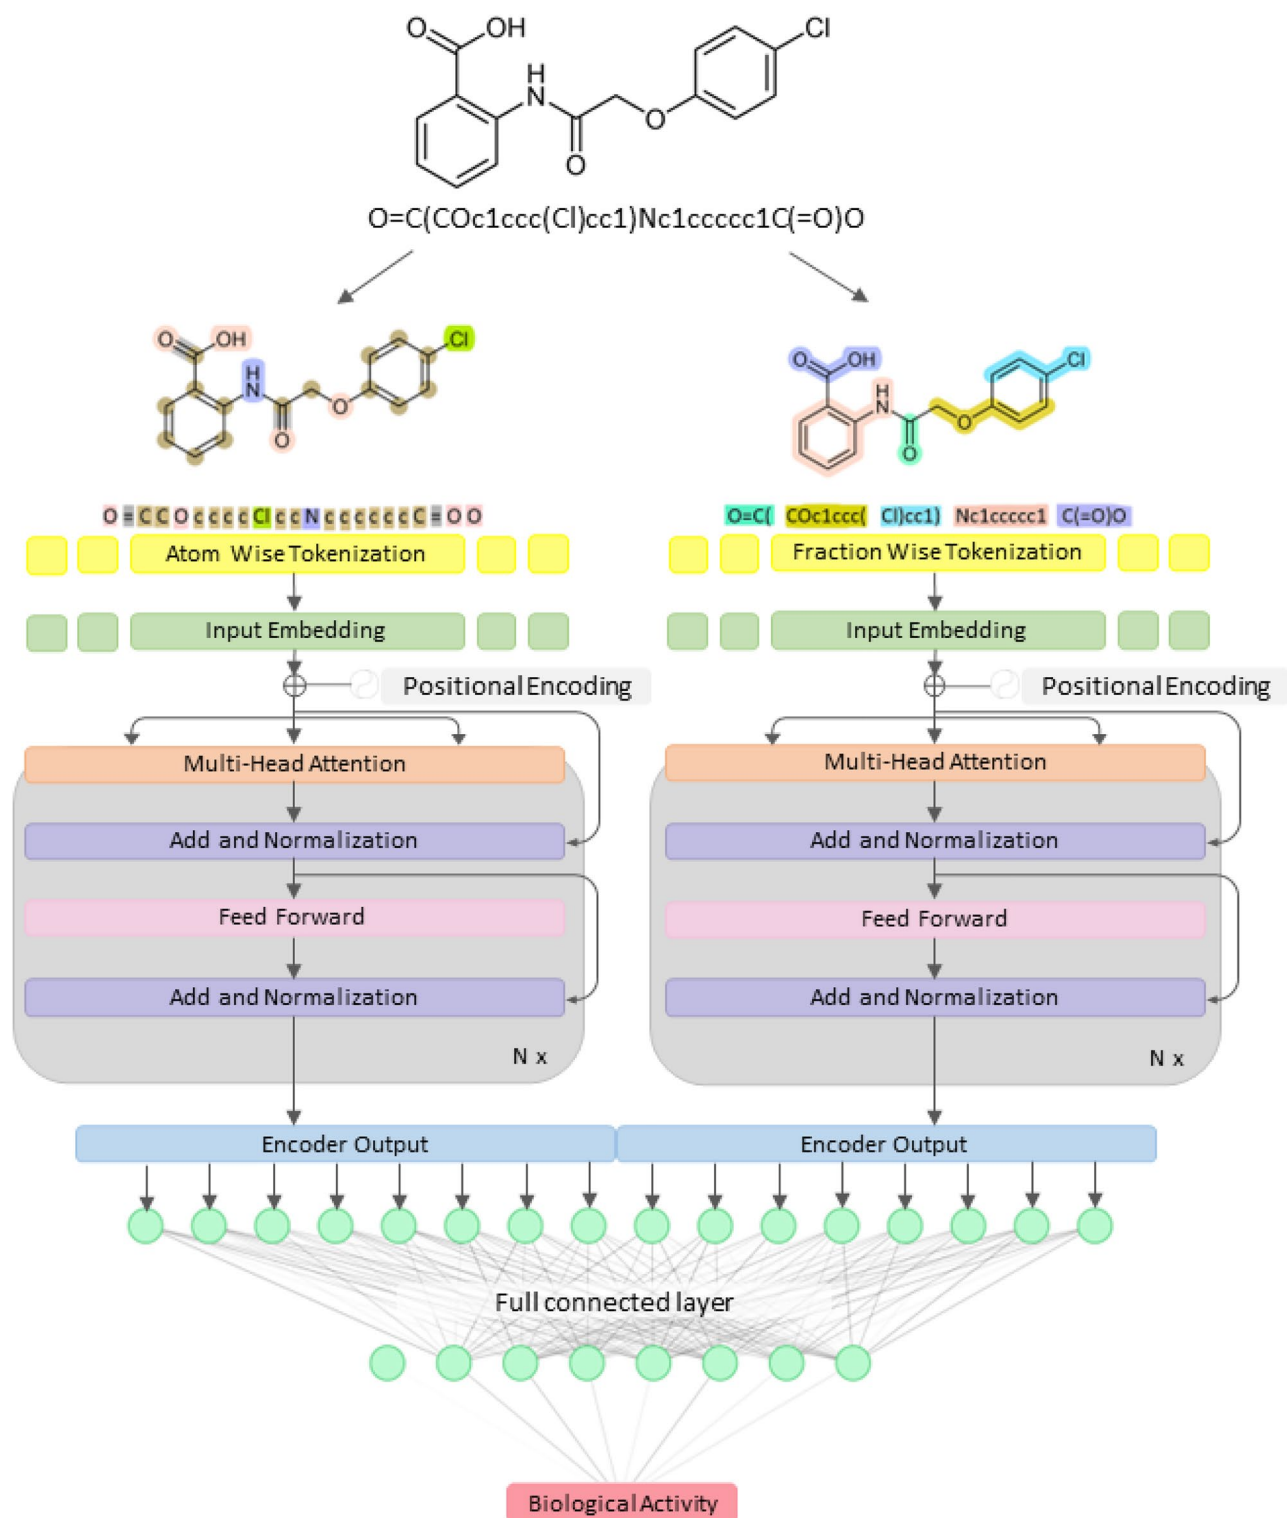 O OH Cl
H
N
O
O
O=C(COc1ccc(Cl)cc1)Nc1ccccc1C(=O)O
O OH Cl
H
N
O
O
O OH Cl
H
N
O
O
O = C C O c c c c Cl c c N c c c c c c C = O O
O=C( COc1ccc( Cl)cc1) Nc1ccccc1 C(=O)O
Atom Wise Tokenization
Fraction Wise Tokenization
Input Embedding
Input Embedding
Positional Encoding
Positional Encoding
Multi-Head Attention
Multi-Head Attention
Add and Normalization
Add and Normalization
Feed Forward
Feed Forward
Add and Normalization
Add and Normalization
N x
N x
Encoder Output
Encoder Output
Full connected layer
Biological Activity